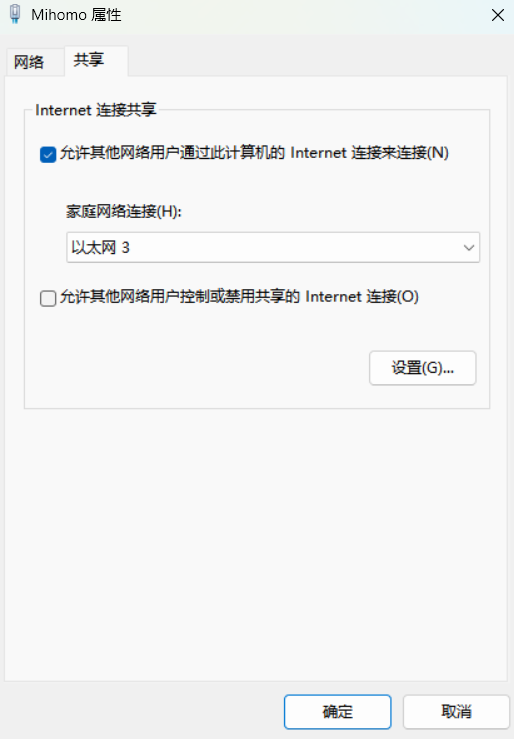 Mihomo 属性
网络 共享
Internet 连接共享
允许其他网络用户通过此计算机的 Internet 连接来连接(N)
家庭网络连接(H):
以太网 3
允许其他网络用户控制或禁用共享的 Internet 连接(O)
设置(G)...
确定 取消